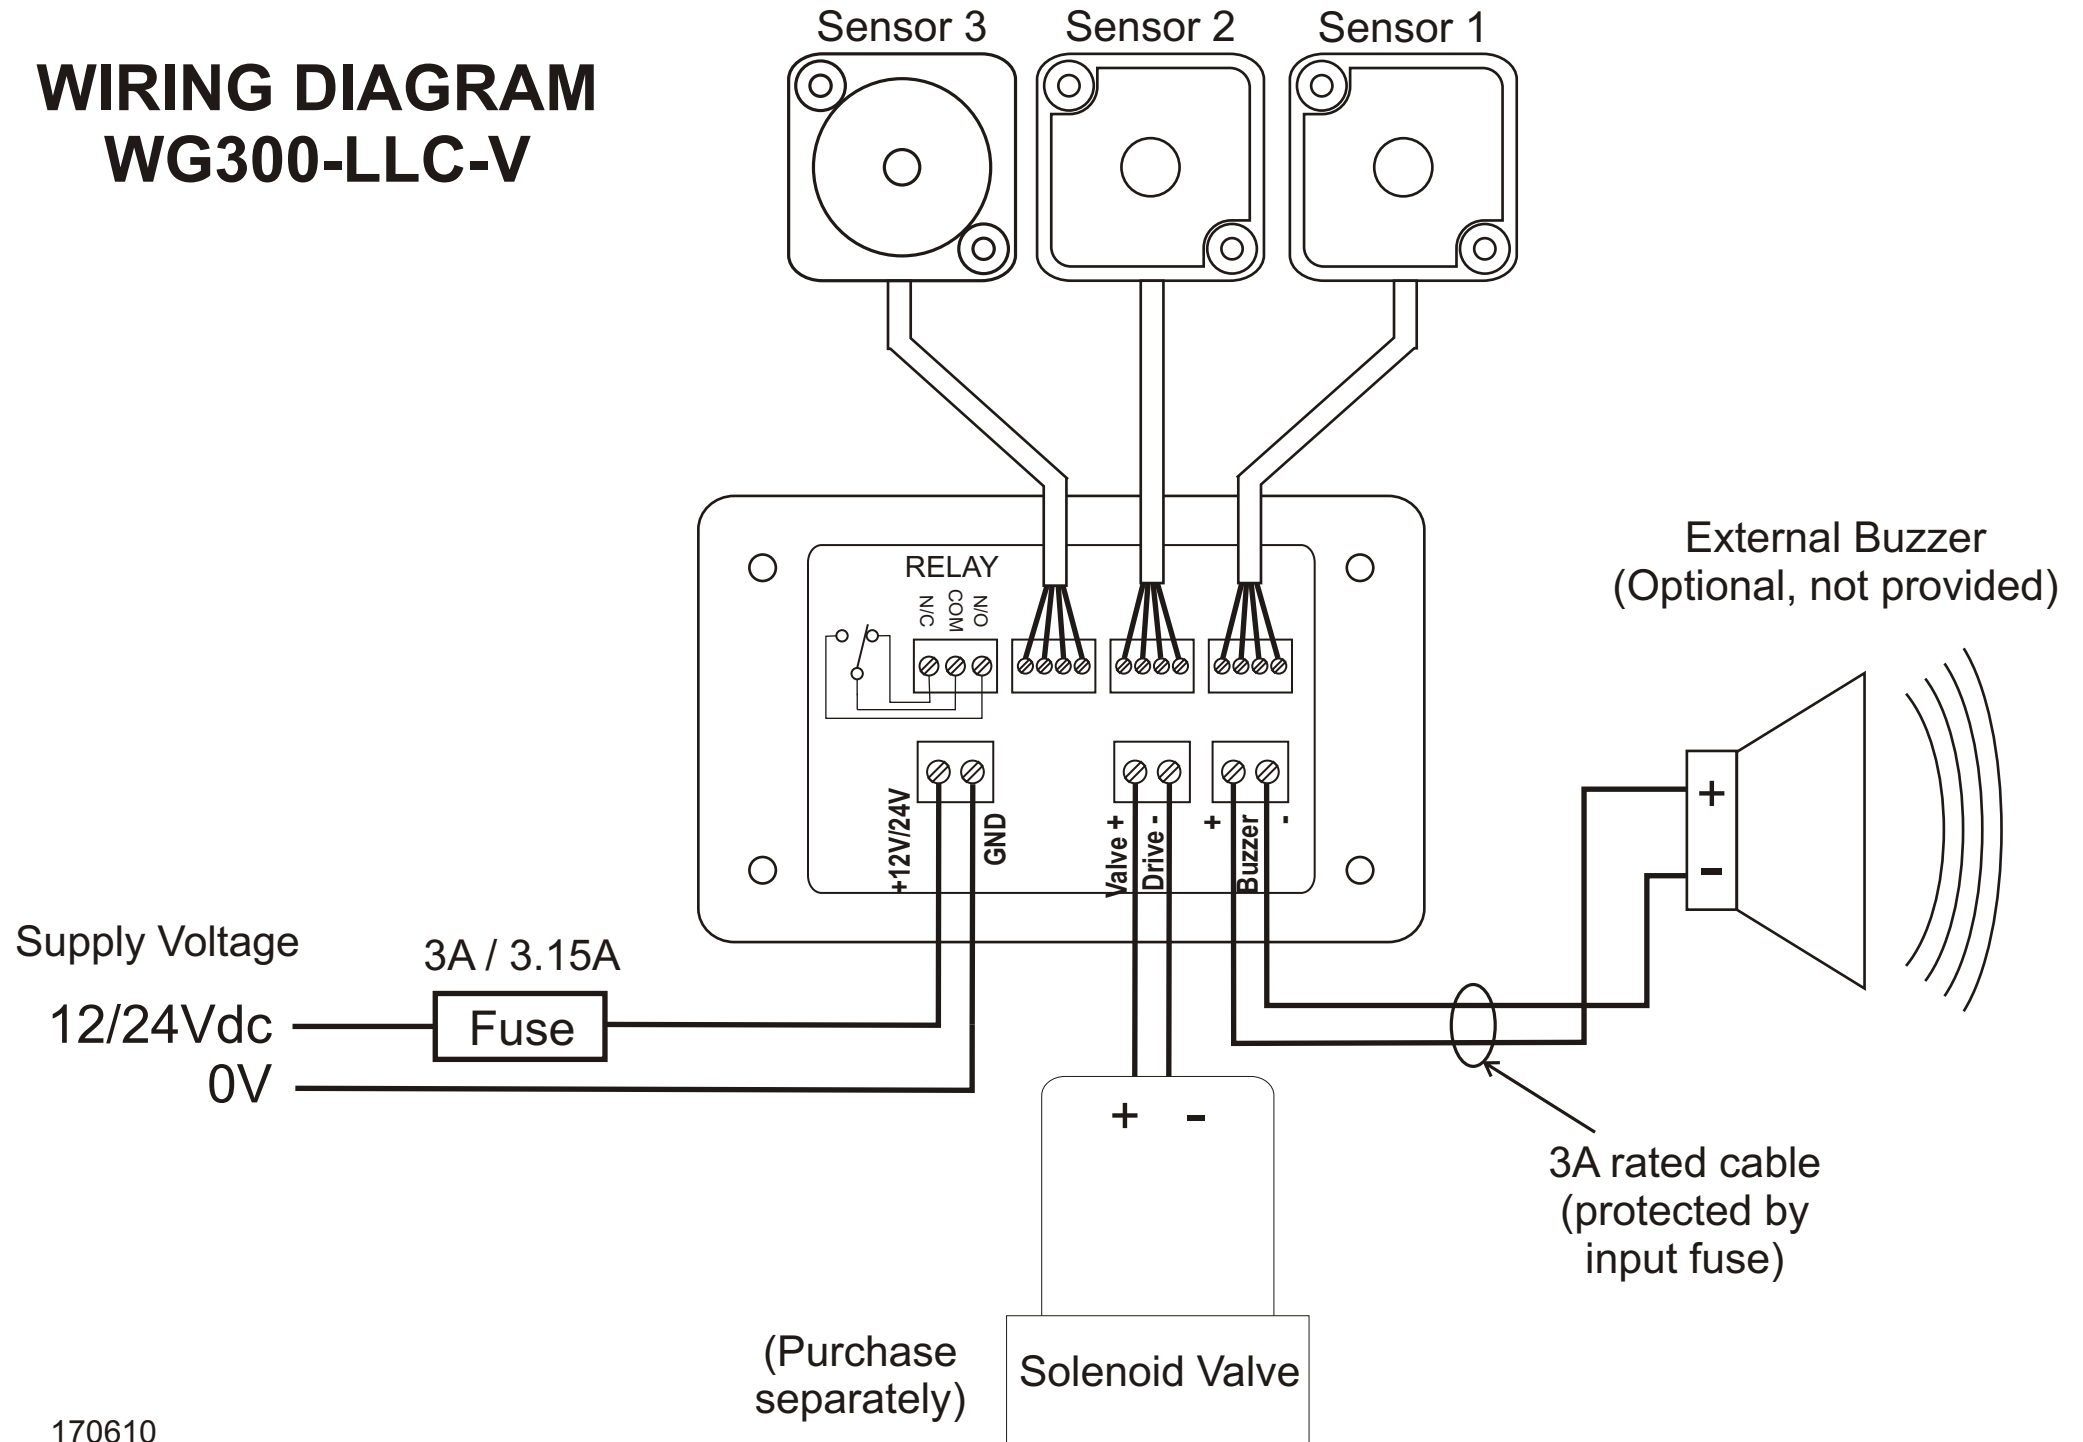 WIRING DIAGRAM
WG300-LLC-V
Sensor 3
Sensor 2
Sensor 1
RELAY
N/C
COM
N/O
+12V/24V
GND
Valve +
Drive -
+
Buzzer
-
External Buzzer
(Optional, not provided)
+
-
Supply Voltage
3A / 3.15A
12/24Vdc
Fuse
0V
+ -
3A rated cable
(protected by
input fuse)
(Purchase
separately)
Solenoid Valve
170610